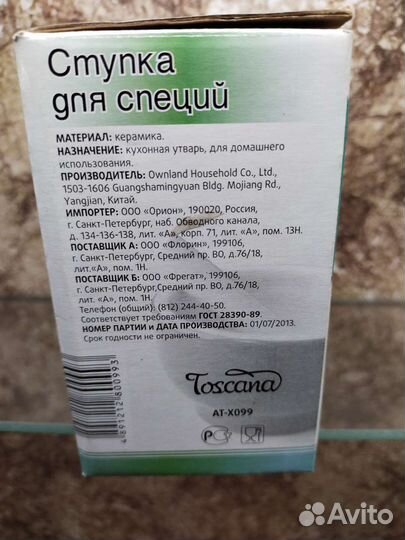 Ступка
для специй
МАТЕРИАЛ: керамика.
НАЗНАЧЕНИЕ: кухонная утварь, для домашнего
использования.
ПРОИЗВОДИТЕЛЬ: Ownland Household Co., Ltd.,
1503-1606 Guangshamingyuan Bldg. Mojiang Rd.,
Yangjian, Китай.
ИМПОРТЕР: ООО «Орион», 190020, Россия,
г. Санкт-Петербург, наб. Обводного канала,
д. 134-136-138, лит. «А», корп. 71, лит. «А», пом. 13Н.
ПОСТАВЩИК А: ООО «Флорин», 199106,
г. Санкт-Петербург, Средний пр. ВО, д.76/18,
лит.«А», пом. 1Н.
ПОСТАВЩИК Б: ООО «Фрегат», 199106,
г. Санкт-Петербург,Средний пр. ВО, д.76/18,
лит. «А», пом. 1Н.
Телефон (общий): (812) 244-40-50.
Соответствует требованиям ГОСТ 28390-89.
НОМЕР ПАРТИИ и ДАТА ПРОИЗВОДСТВА: 01/07/2013.
Срок годности не ограничен.
4 891212 800993
Toscana
AT-X099
Avito